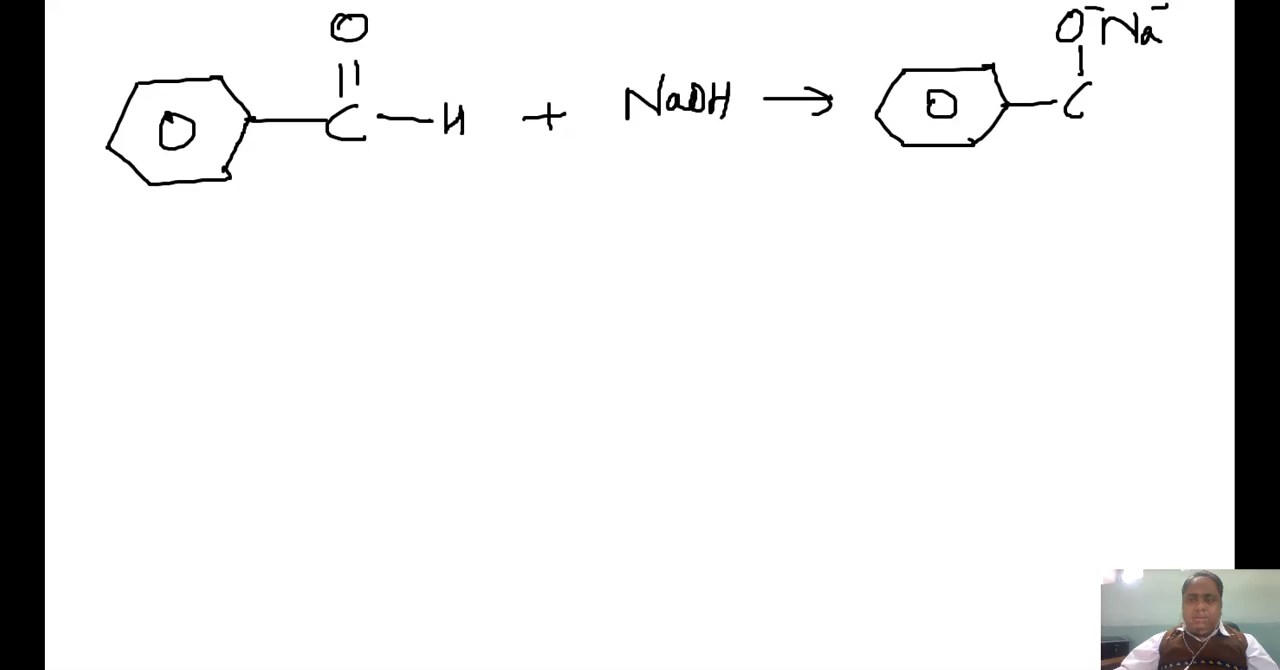 O O⁻Na⁻
C — H + NaOH → C